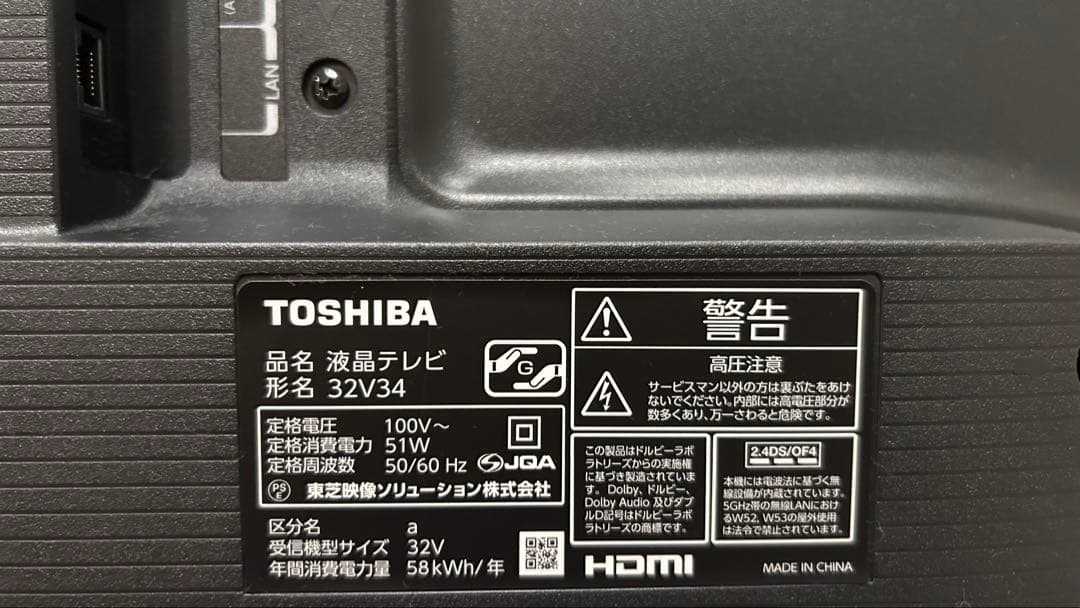 (A
LAN
TOSHIBA
品名 液晶テレビ
形名 32V34
G
定格電圧 100V～
定格消費電力 51W
定格周波数 50/60 Hz
JQA
PS
E
東芝映像ソリューション株式会社
区分名 a
受信機型サイズ 32V
年間消費電力量 58kWh/年
警告
高圧注意
サービスマン以外の方は裏ぶたをあけ
ないでください。内部には高電圧部分が
数多くあり、万一さわると危険です。
この製品はドルビーラボ
ラトリーズからの実施権
に基づき製造されていま
す。Dolby、ドルビー、
Dolby Audio 及びダブ
ルD記号はドルビーラボ
ラトリーズの商標です。
2.4DS/OF4
本機には電波法に基づく無
線設備が内蔵されています。
5GHz帯の無線LANにおけ
るW52、W53の屋外使用
は法令で禁止されています。
HDMI
MADE IN CHINA